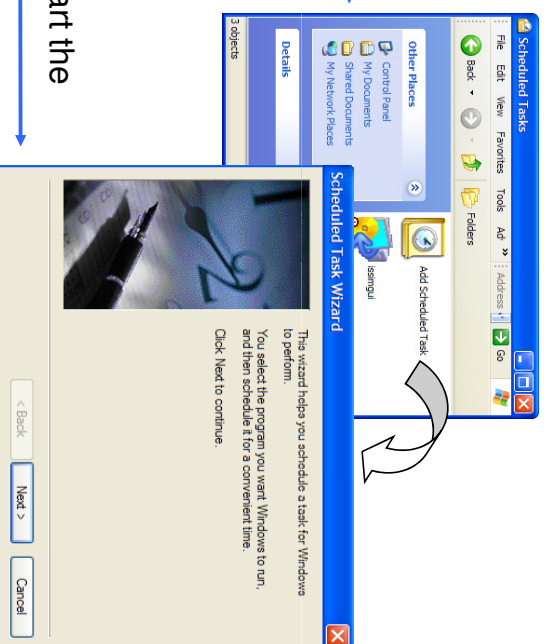 Scheduled Tasks
File Edit View Favorites Tools Ad »
Address Go
Back Folders
Other Places
Control Panel
My Documents
Shared Documents
My Network Places
Details
Add Scheduled Task
issimgui
3 objects
art the
Scheduled Task Wizard
This wizard helps you schedule a task for Windows
to perform.
You select the program you want Windows to run,
and then schedule it for a convenient time.
Click Next to continue.
< Back Next > Cancel